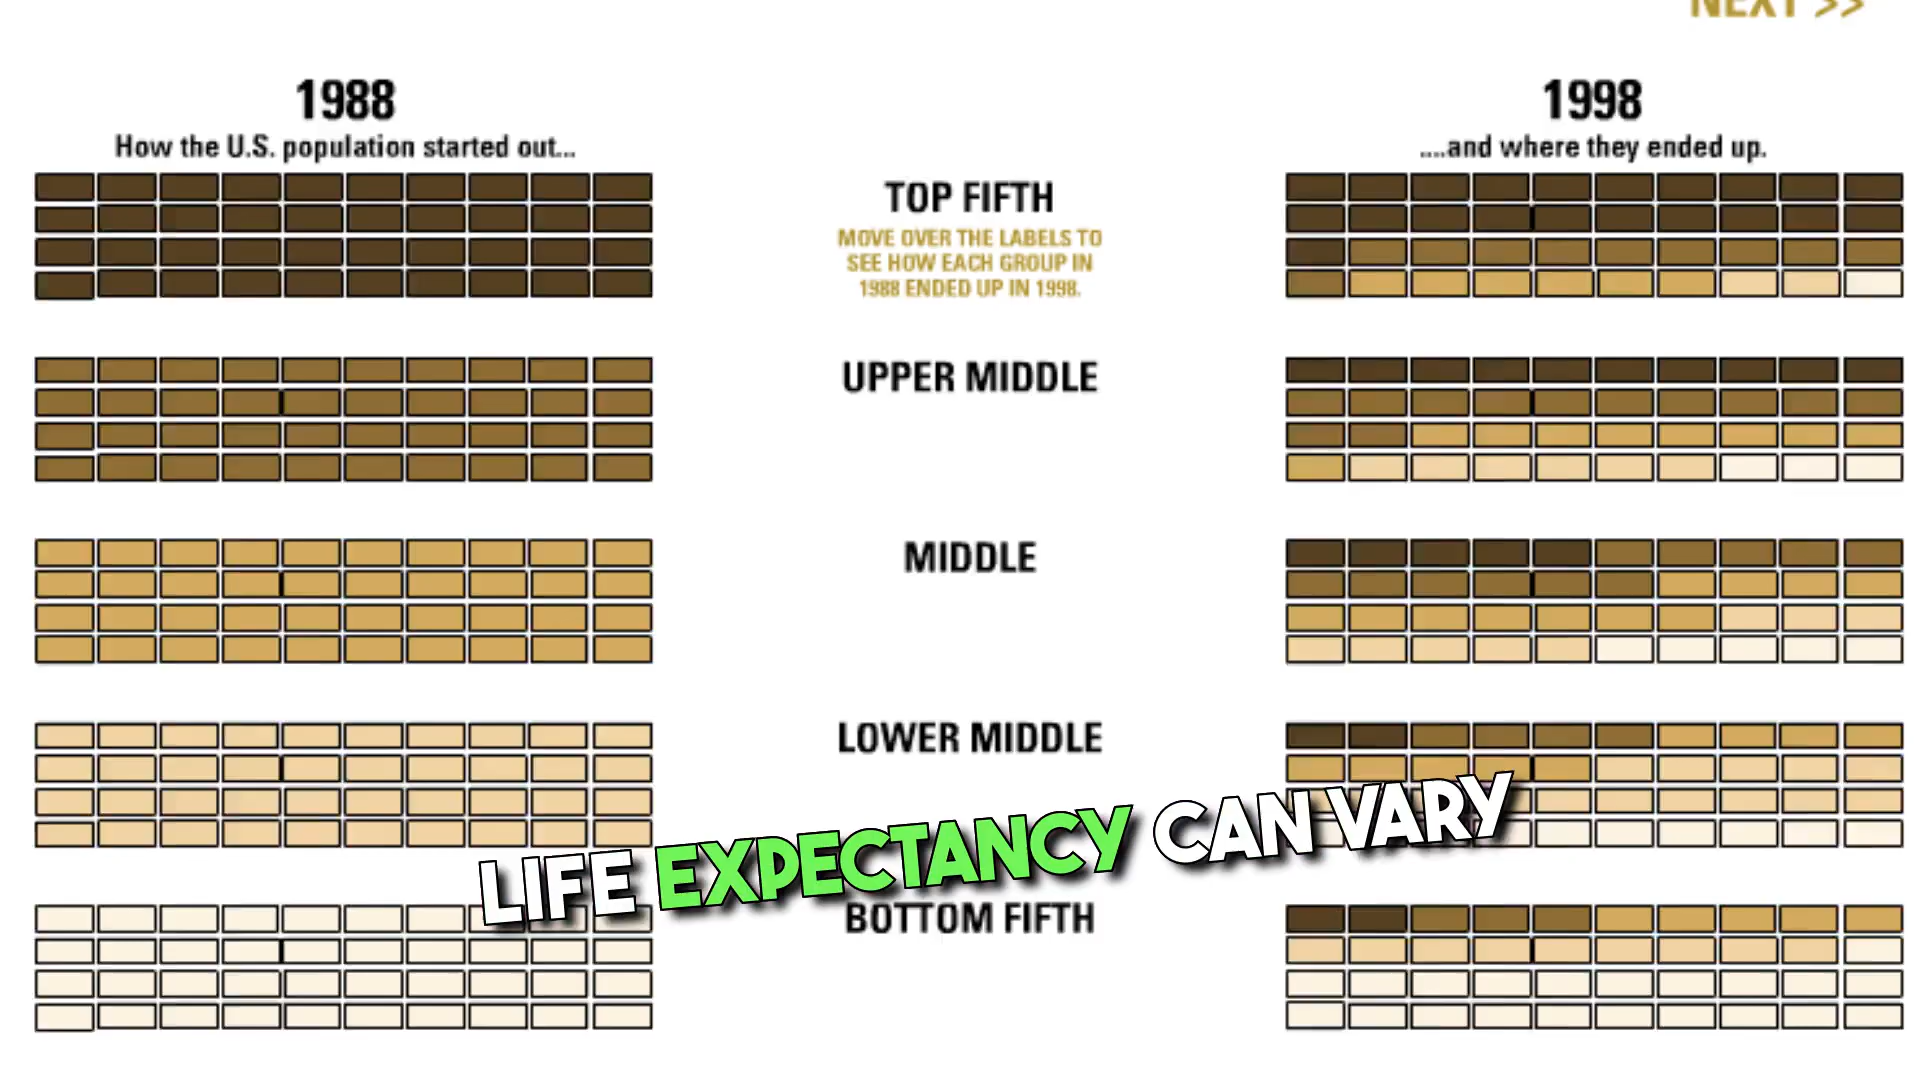 NEXT >>
1988
How the U.S. population started out...
1998
....and where they ended up.
TOP FIFTH
MOVE OVER THE LABELS TO
SEE HOW EACH GROUP IN
1988 ENDED UP IN 1998.
UPPER MIDDLE
MIDDLE
LOWER MIDDLE
LIFE EXPECTANCY CAN VARY
BOTTOM FIFTH